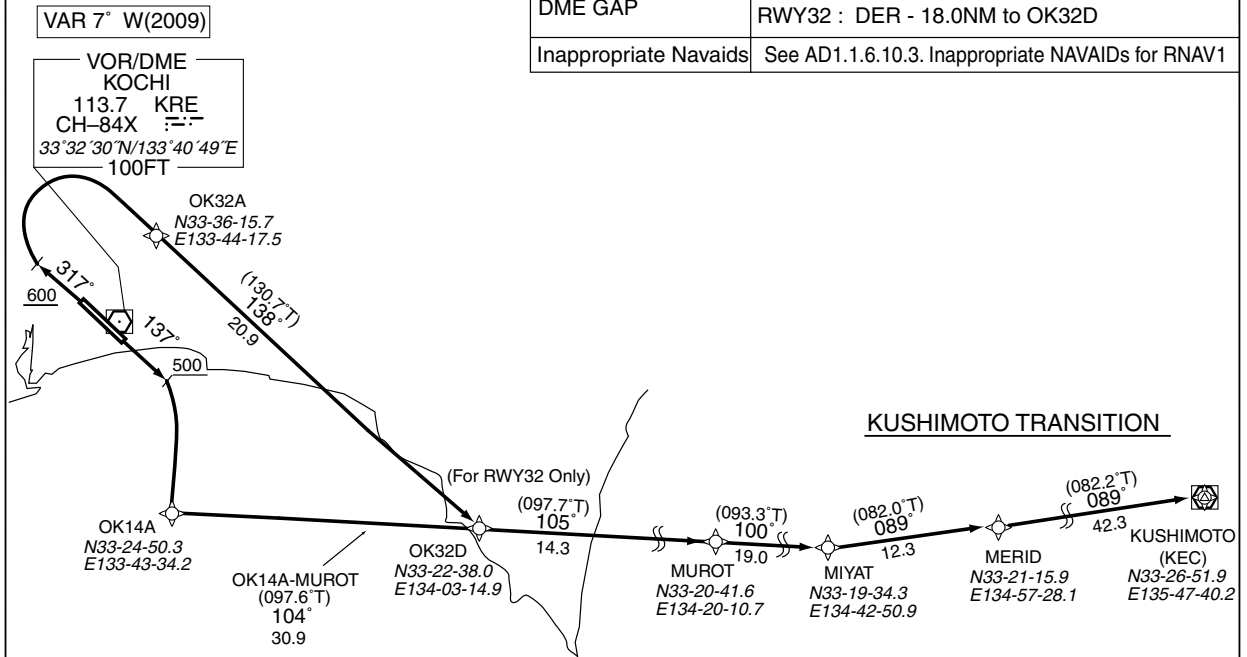 VAR 7° W(2009)
DME GAP
RWY32 : DER - 18.0NM to OK32D
Inappropriate Navaids
See AD1.1.6.10.3. Inappropriate NAVAIDs for RNAV1
VOR/DME
KOCHI
113.7 KRE
CH–84X
33°32´30˝N/133°40´49˝E
100FT
OK32A
N33-36-15.7
E133-44-17.5
317°
600
137°
500
(130.7°T)
138°
20.9
KUSHIMOTO TRANSITION
(For RWY32 Only)
(097.7°T)
105°
14.3
(093.3°T)
100°
19.0
(082.0°T)
089°
12.3
(082.2°T)
089°
42.3
OK14A
N33-24-50.3
E133-43-34.2
OK14A-MUROT
(097.6°T)
104°
30.9
OK32D
N33-22-38.0
E134-03-14.9
MUROT
N33-20-41.6
E134-20-10.7
MIYAT
N33-19-34.3
E134-42-50.9
MERID
N33-21-15.9
E134-57-28.1
KUSHIMOTO
(KEC)
N33-26-51.9
E135-47-40.2